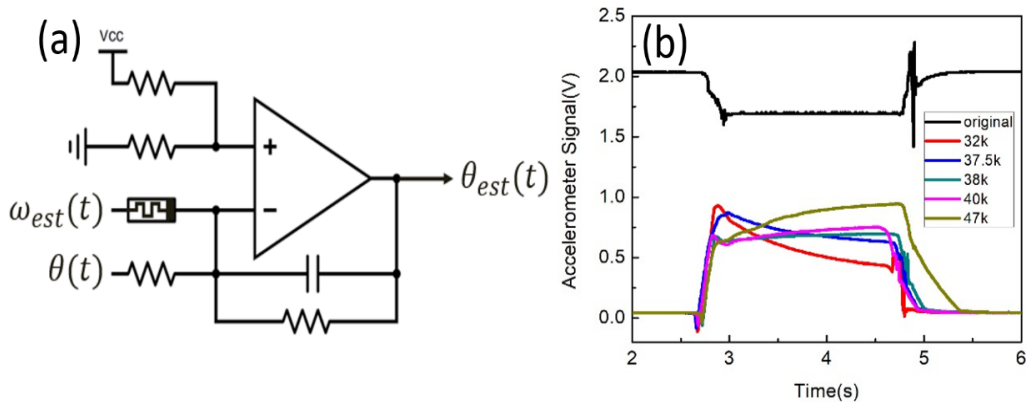 (a)
Vcc
+
−
ω_est(t)
θ(t)
θ_est(t)
(b)
Accelerometer Signal(V)
2.5
2.0
1.5
1.0
0.5
0.0
original
32k
37.5k
38k
40k
47k
2 3 4 5 6
Time(s)